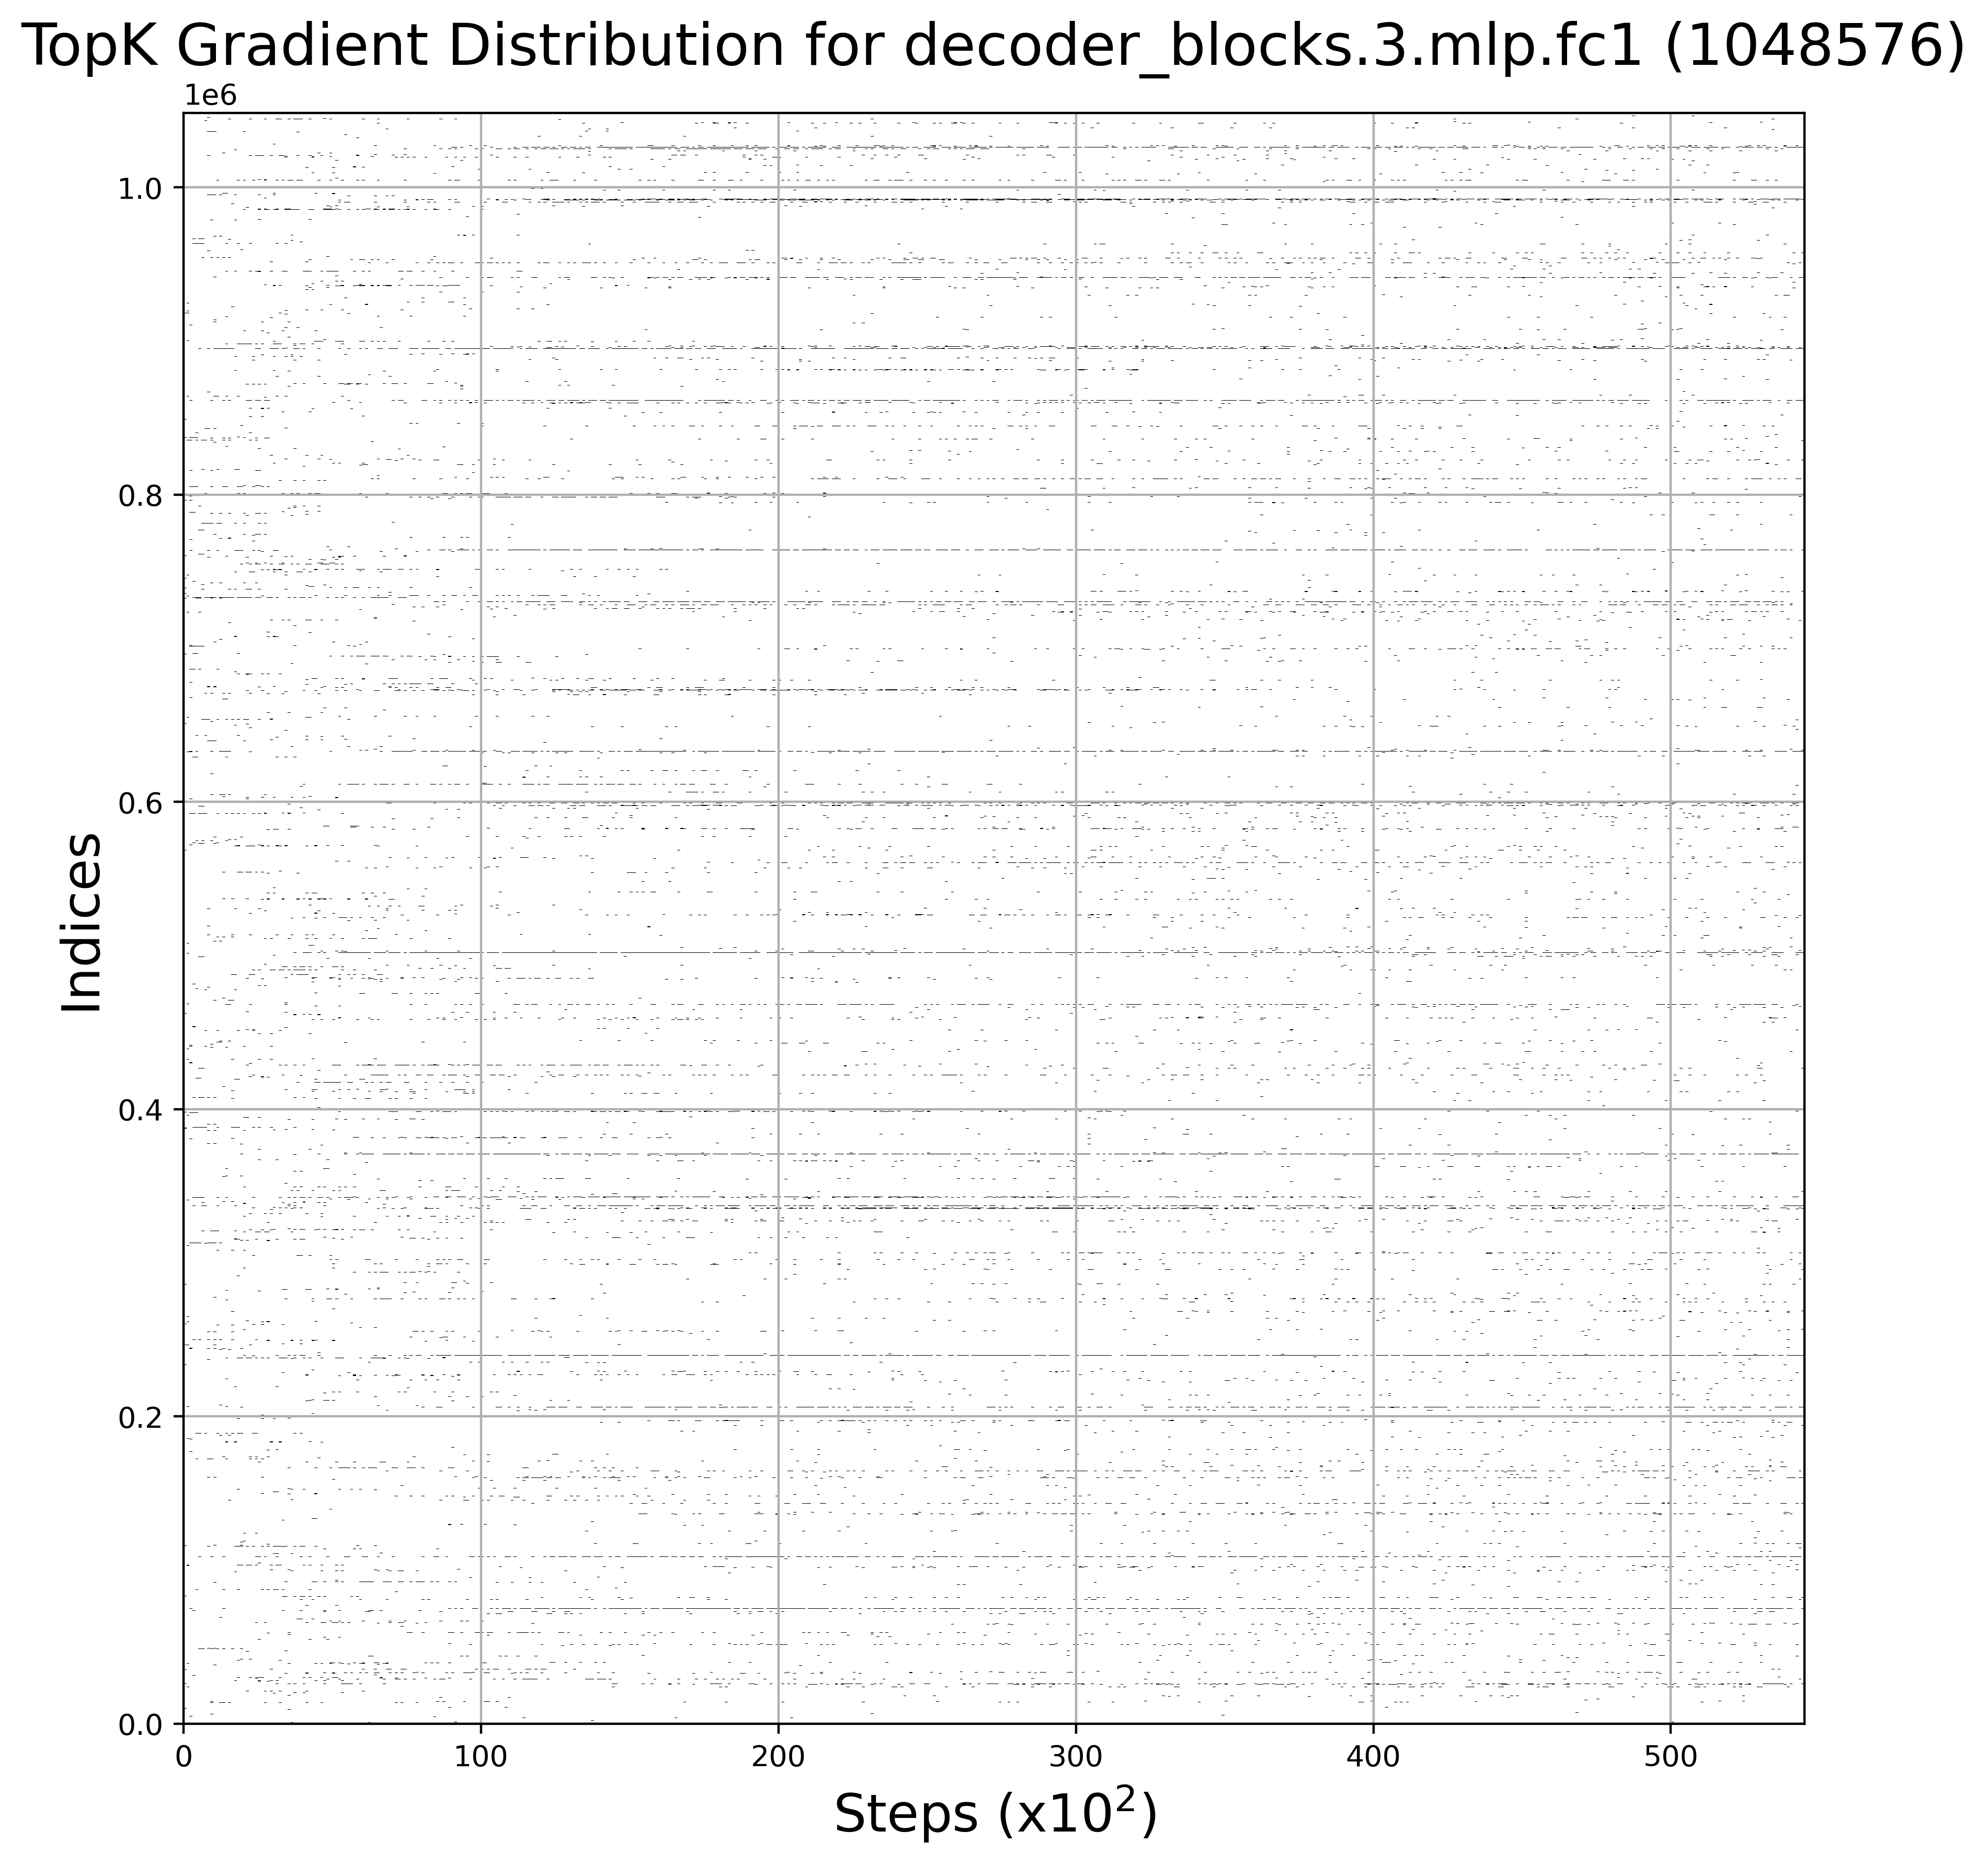 TopK Gradient Distribution for decoder_blocks.3.mlp.fc1 (1048576)
1e6
1.0
0.8
0.6
0.4
0.2
0.0
Indices
0 100 200 300 400 500
Steps (x10²)